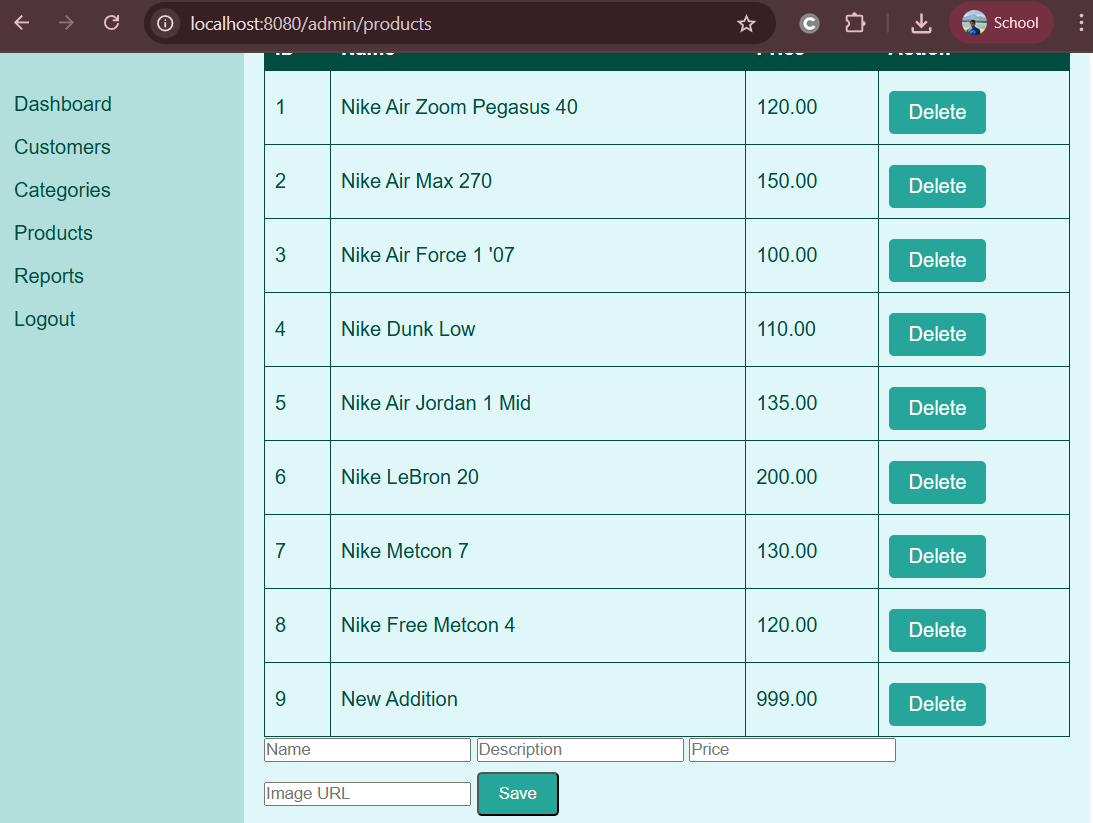 localhost:8080/admin/products
School
ID Name Price Action
Dashboard
Customers
Categories
Products
Reports
Logout
1 Nike Air Zoom Pegasus 40 120.00 Delete
2 Nike Air Max 270 150.00 Delete
3 Nike Air Force 1 '07 100.00 Delete
4 Nike Dunk Low 110.00 Delete
5 Nike Air Jordan 1 Mid 135.00 Delete
6 Nike LeBron 20 200.00 Delete
7 Nike Metcon 7 130.00 Delete
8 Nike Free Metcon 4 120.00 Delete
9 New Addition 999.00 Delete
Name Description Price
Image URL Save